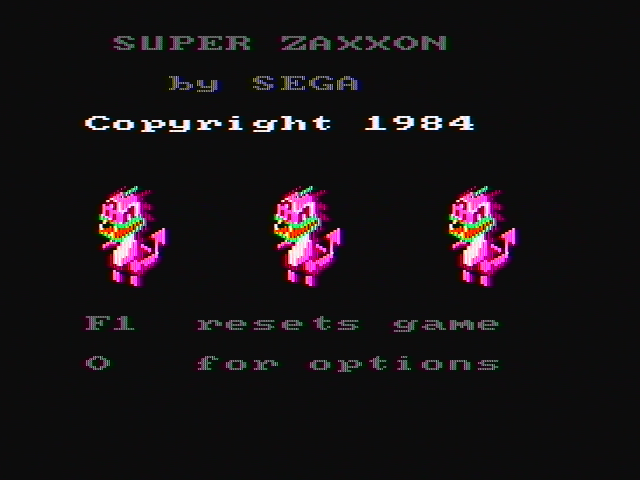 SUPER ZAXXON
by SEGA
Copyright 1984
F1 resets game
O for options